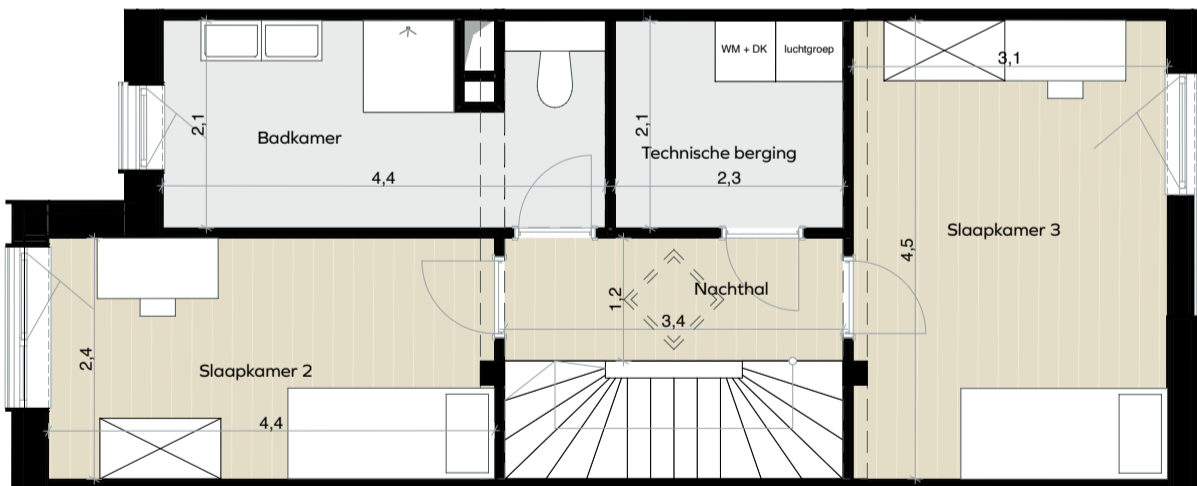 WM + DK
luchtgroep
3,1
2,1
Badkamer
2,1
Technische berging
4,4
2,3
Slaapkamer 3
4,5
Nachthal
1,2
3,4
2,4
Slaapkamer 2
4,4